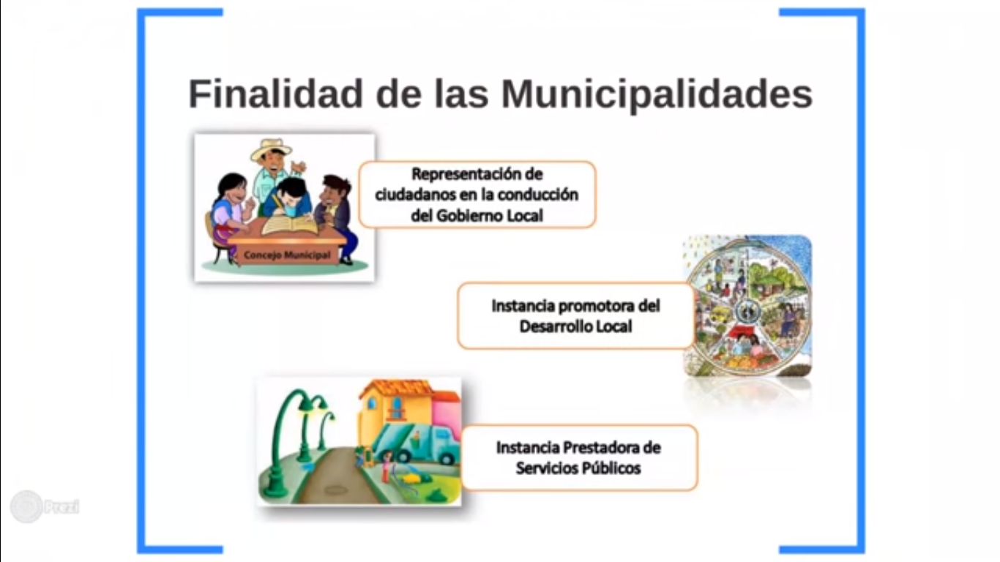 Finalidad de las Municipalidades
Representación de
ciudadanos en la conducción
del Gobierno Local
Concejo Municipal
Instancia promotora del
Desarrollo Local
Instancia Prestadora de
Servicios Públicos
Prezi